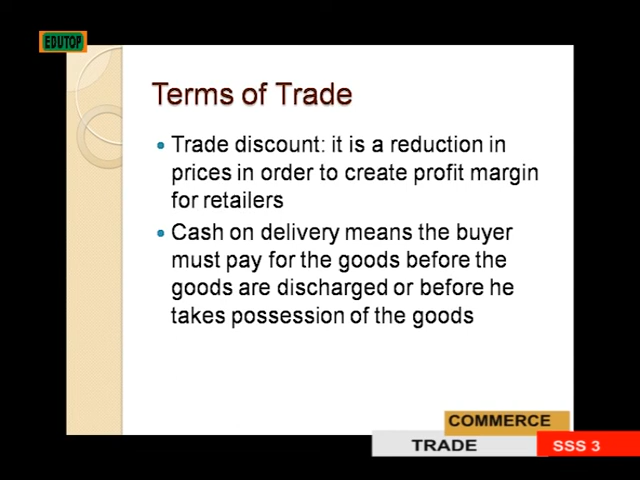 EDUTOP
Terms of Trade
Trade discount: it is a reduction in
prices in order to create profit margin
for retailers
Cash on delivery means the buyer
must pay for the goods before the
goods are discharged or before he
takes possession of the goods
COMMERCE
TRADE
SSS 3